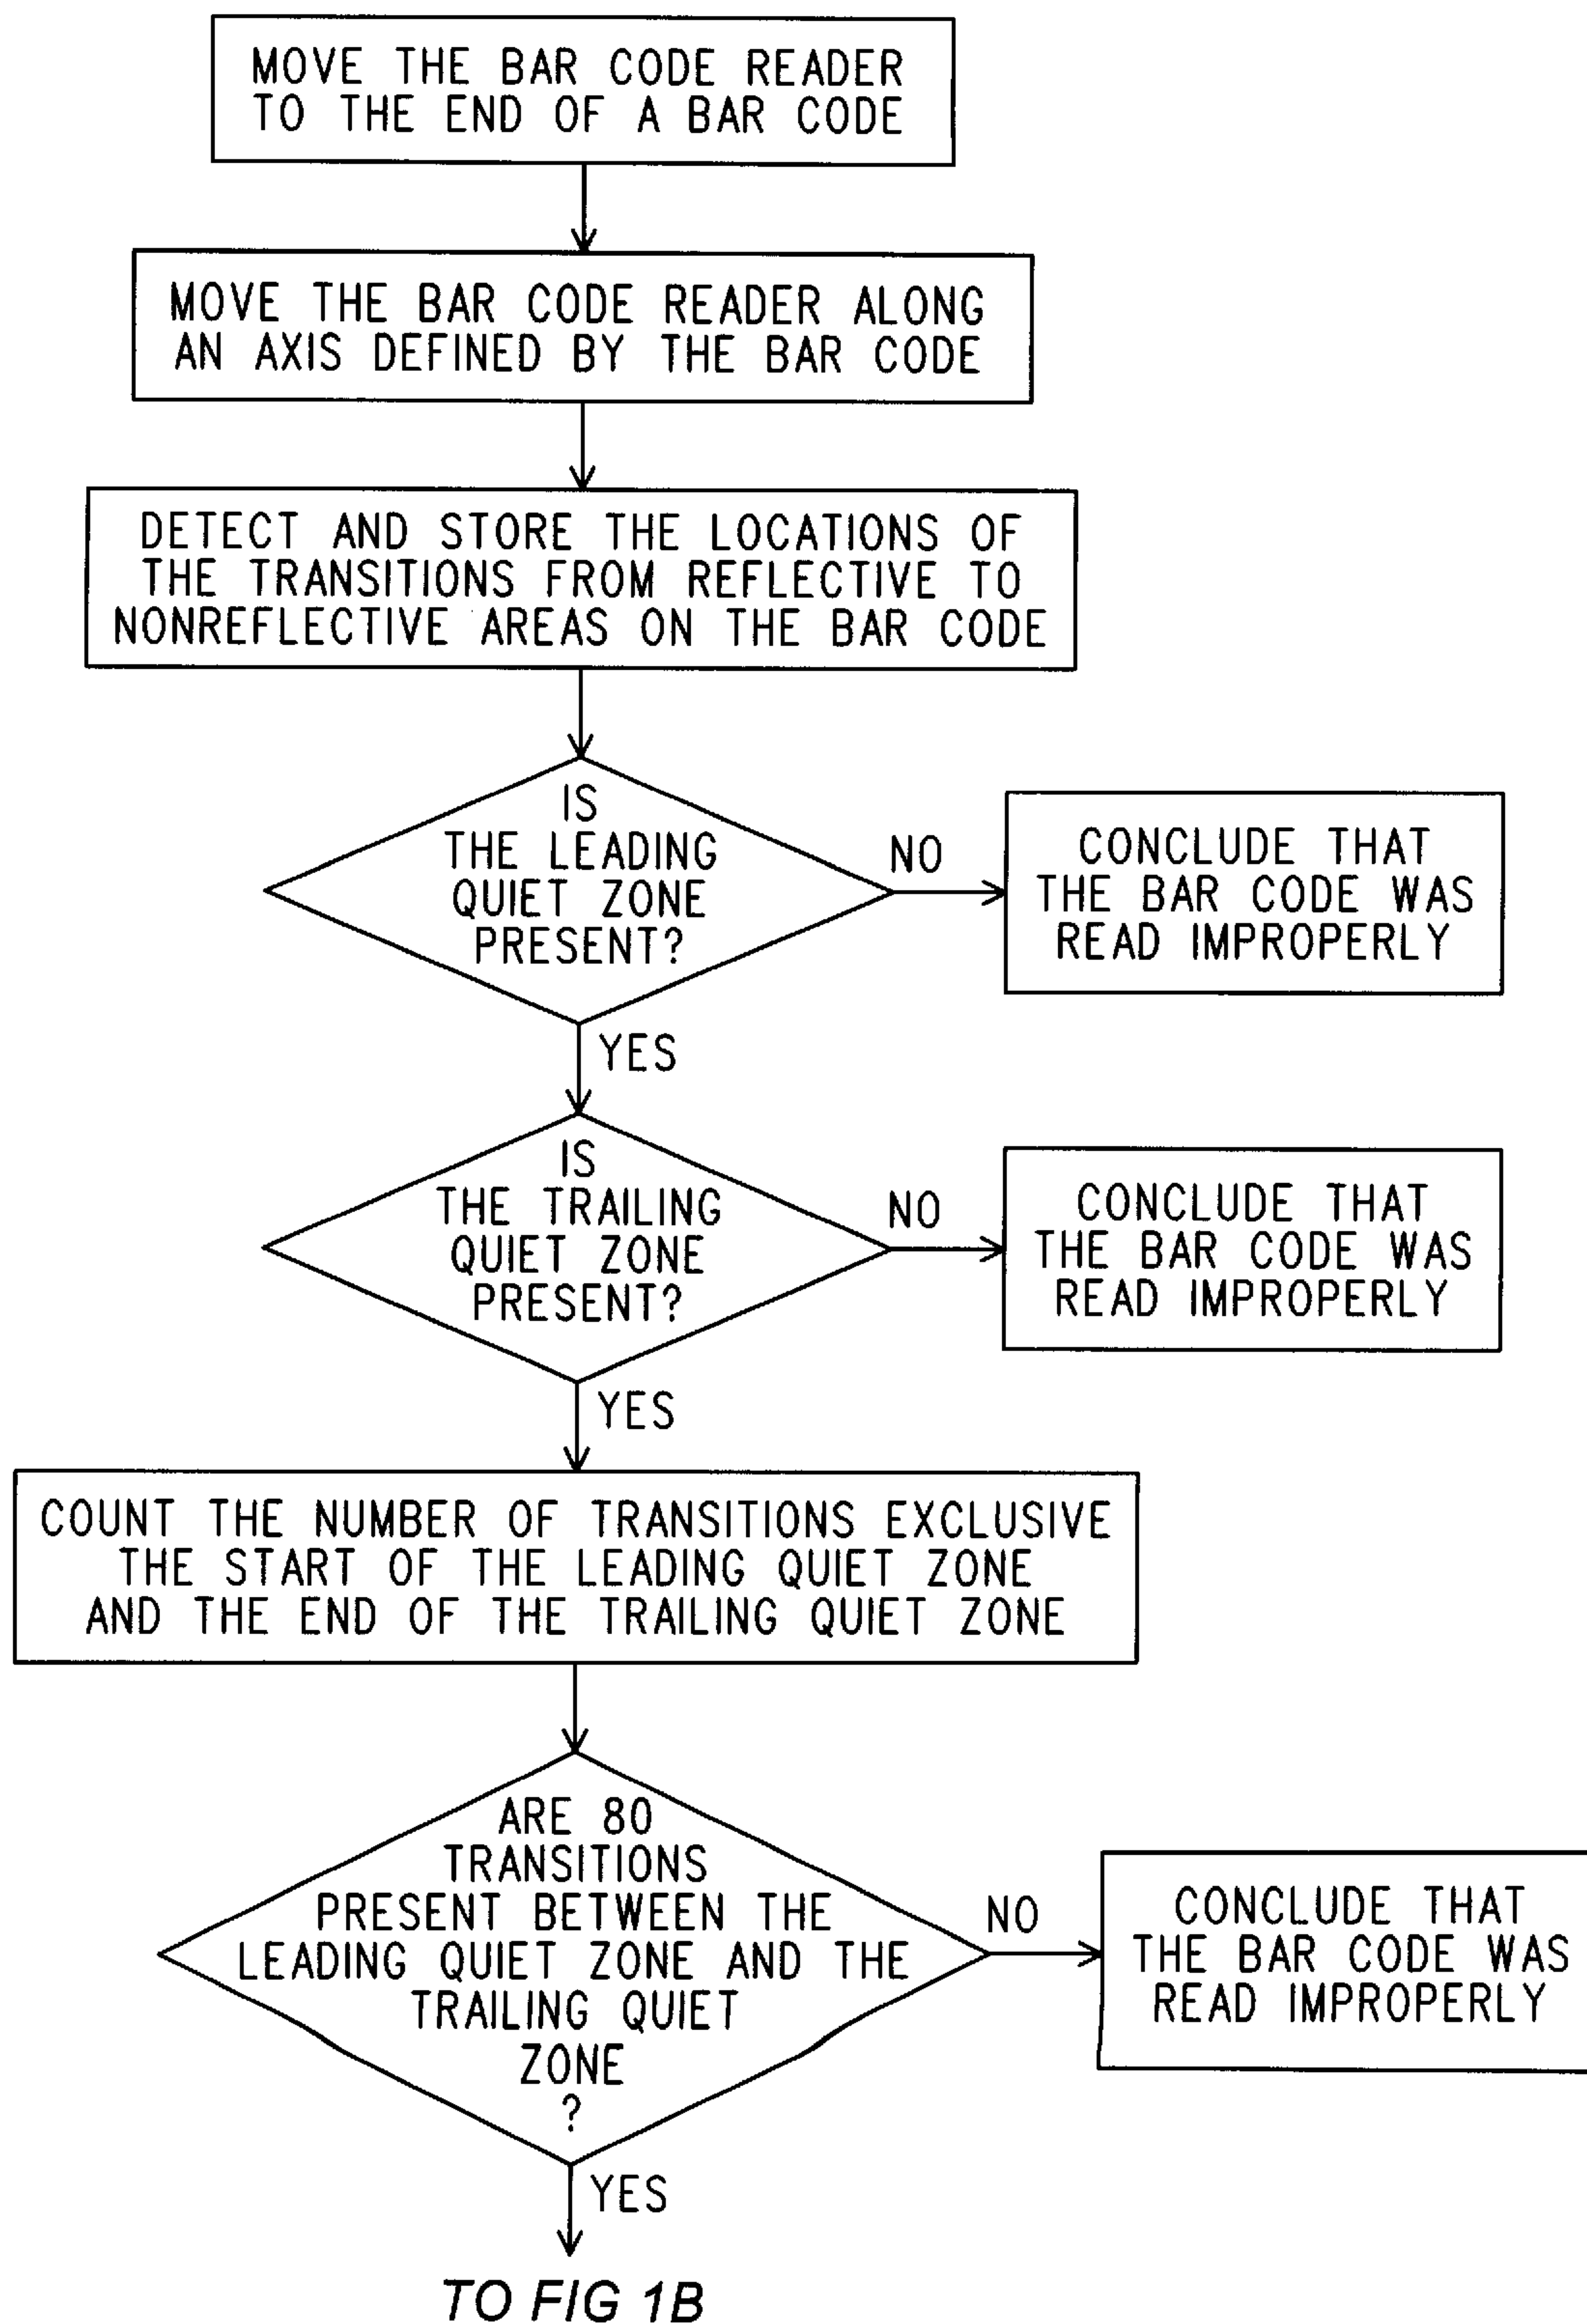 MOVE THE BAR CODE READER
TO THE END OF A BAR CODE
MOVE THE BAR CODE READER ALONG
AN AXIS DEFINED BY THE BAR CODE
DETECT AND STORE THE LOCATIONS OF
THE TRANSITIONS FROM REFLECTIVE TO
NONREFLECTIVE AREAS ON THE BAR CODE
IS
THE LEADING
QUIET ZONE
PRESENT?
NO
CONCLUDE THAT
THE BAR CODE WAS
READ IMPROPERLY
YES
IS
THE TRAILING
QUIET ZONE
PRESENT?
NO
CONCLUDE THAT
THE BAR CODE WAS
READ IMPROPERLY
YES
COUNT THE NUMBER OF TRANSITIONS EXCLUSIVE
THE START OF THE LEADING QUIET ZONE
AND THE END OF THE TRAILING QUIET ZONE
ARE 80
TRANSITIONS
PRESENT BETWEEN THE
LEADING QUIET ZONE AND THE
TRAILING QUIET
ZONE
?
NO
CONCLUDE THAT
THE BAR CODE WAS
READ IMPROPERLY
YES
TO FIG 1B